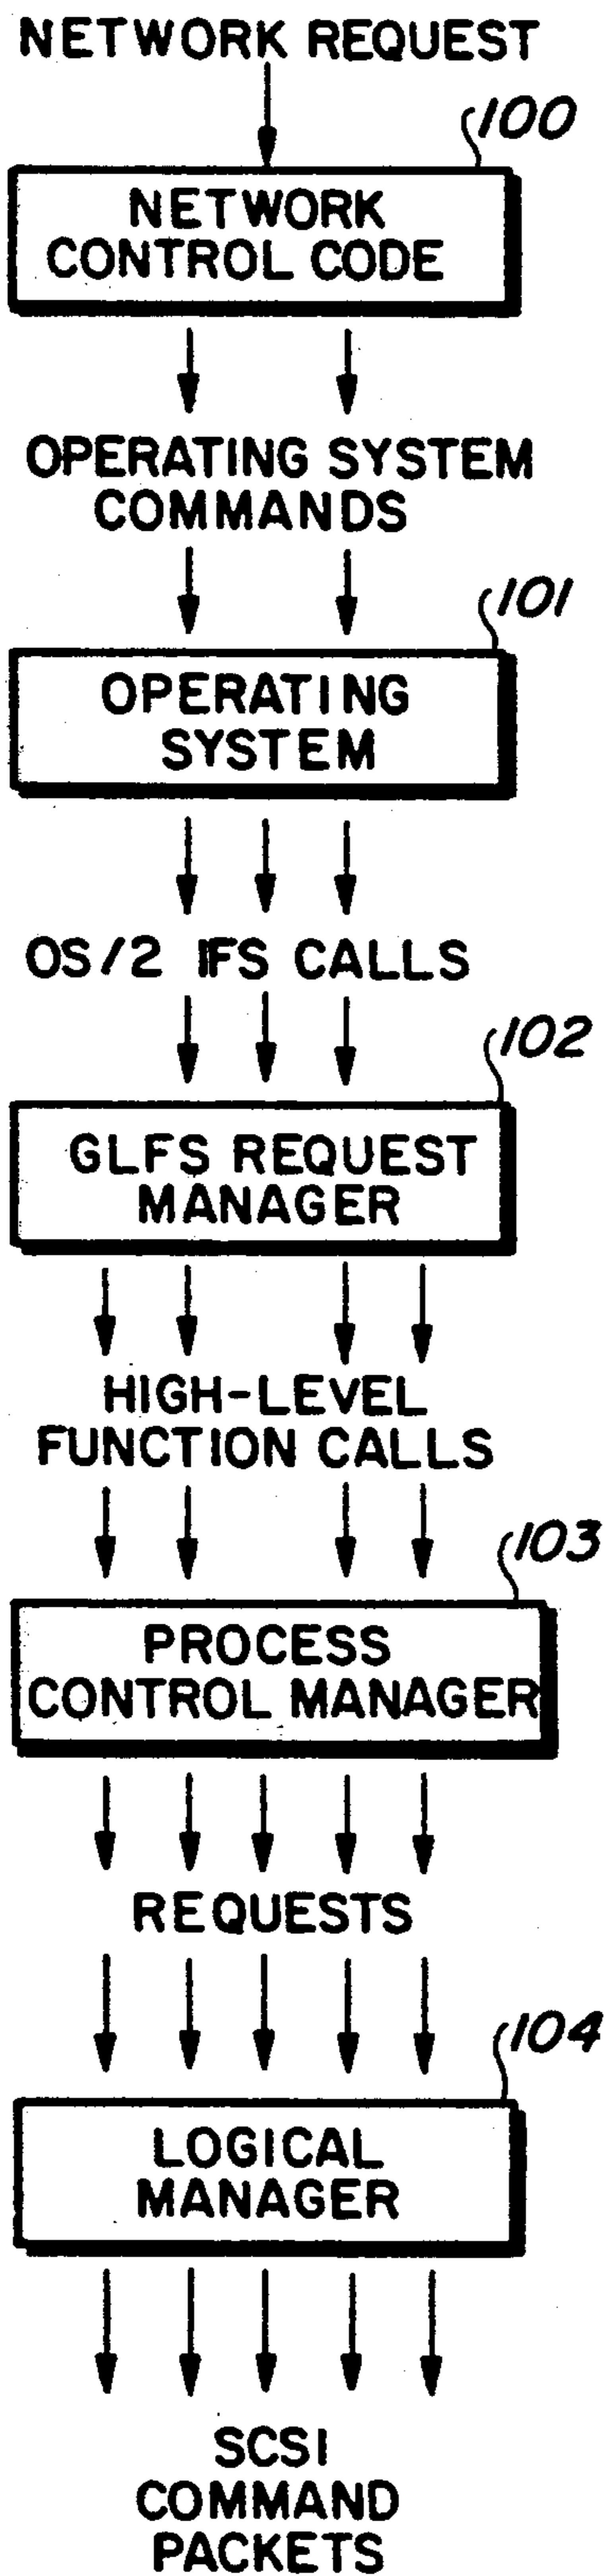 NETWORK REQUEST
100
NETWORK
CONTROL CODE
OPERATING SYSTEM
COMMANDS
101
OPERATING
SYSTEM
OS/2 IFS CALLS
102
GLFS REQUEST
MANAGER
HIGH-LEVEL
FUNCTION CALLS
103
PROCESS
CONTROL MANAGER
REQUESTS
104
LOGICAL
MANAGER
SCSI
COMMAND
PACKETS